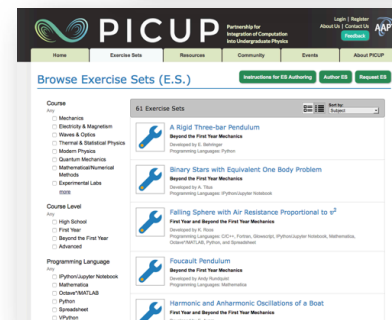 PICUP
Partnership for
Integration of Computation
into Undergraduate Physics
Login | Register
About Us | Contact Us
Feedback
AAPT
Home
Exercise Sets
Resources
Community
Events
About PICUP
Browse Exercise Sets (E.S.)
Instructions for ES Authoring
Author ES
Request ES
Course
Any
Mechanics
Electricity & Magnetism
Waves & Optics
Thermal & Statistical Physics
Modern Physics
Quantum Mechanics
Mathematical/Numerical
Methods
Experimental Labs
more
Course Level
Any
High School
First Year
Beyond the First Year
Advanced
Programming Language
Any
IPython/Jupyter Notebook
Mathematica
Octave*/MATLAB
Python
Spreadsheet
VPython
61 Exercise Sets
Sort by:
Subject
A Rigid Three-bar Pendulum
Beyond the First Year Mechanics
Developed by E. Behringer
Programming Languages: Python
Binary Stars with Equivalent One Body Problem
Beyond the First Year Mechanics
Developed by A. Titus
Programming Languages: IPython/Jupyter Notebook
Falling Sphere with Air Resistance Proportional to v²
First Year and Beyond the First Year Mechanics
Developed by K. Roos
Programming Languages: C/C++, Fortran, Glowscript, IPython/Jupyter Notebook, Mathematica,
Octave*/MATLAB, Python, and Spreadsheet
Foucault Pendulum
Beyond the First Year Mechanics
Developed by Andy Rundquist
Programming Languages: Mathematica
Harmonic and Anharmonic Oscillations of a Boat
First Year and Beyond the First Year Mechanics